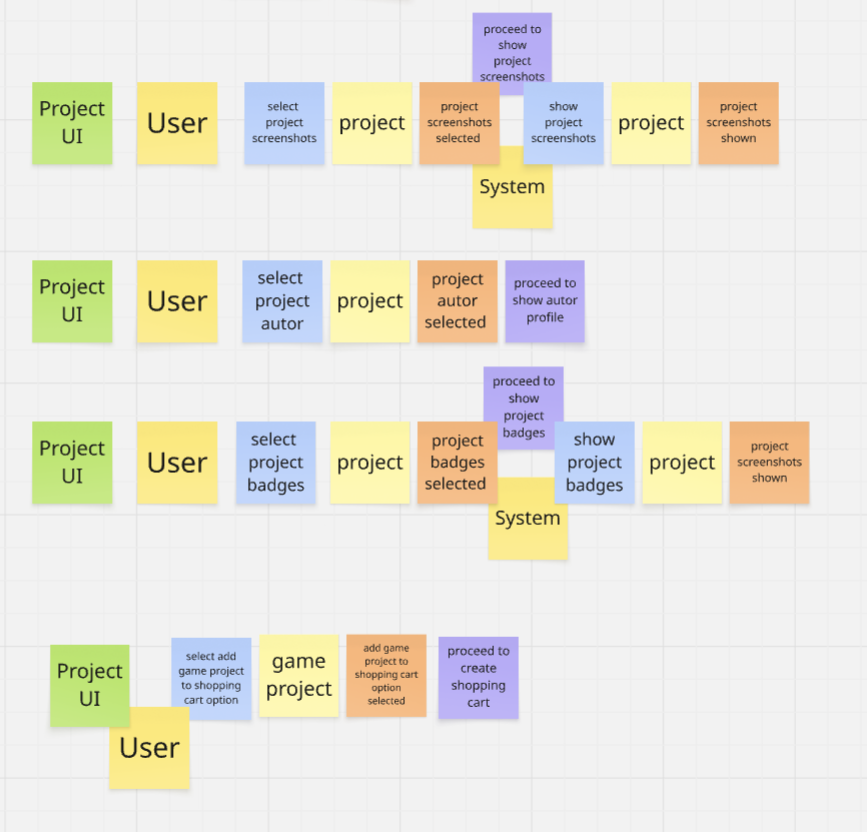 proceed to
show
project
screenshots
Project
UI
User
select
project
screenshots
project
project
screenshots
selected
show
project
screenshots
project
project
screenshots
shown
System
Project
UI
User
select
project
autor
project
project
autor
selected
proceed to
show autor
profile
proceed to
show
project
badges
Project
UI
User
select
project
badges
project
project
badges
selected
show
project
badges
project
project
screenshots
shown
System
Project
UI
User
select add
game project
to shopping
cart option
game
project
add game
project to
shopping cart
option
selected
proceed to
create
shopping
cart